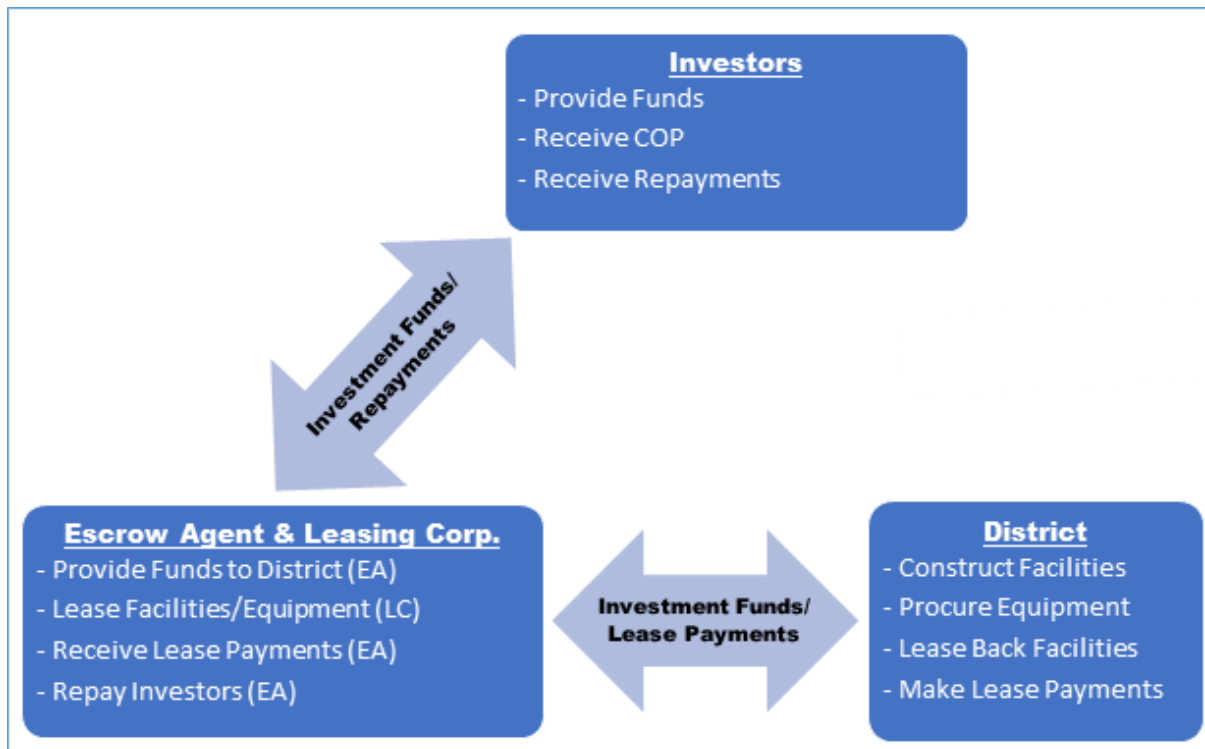 Investors
- Provide Funds
- Receive COP
- Receive Repayments
Investment Funds/
Repayments
Escrow Agent & Leasing Corp.
- Provide Funds to District (EA)
- Lease Facilities/Equipment (LC)
- Receive Lease Payments (EA)
- Repay Investors (EA)
Investment Funds/
Lease Payments
District
- Construct Facilities
- Procure Equipment
- Lease Back Facilities
- Make Lease Payments